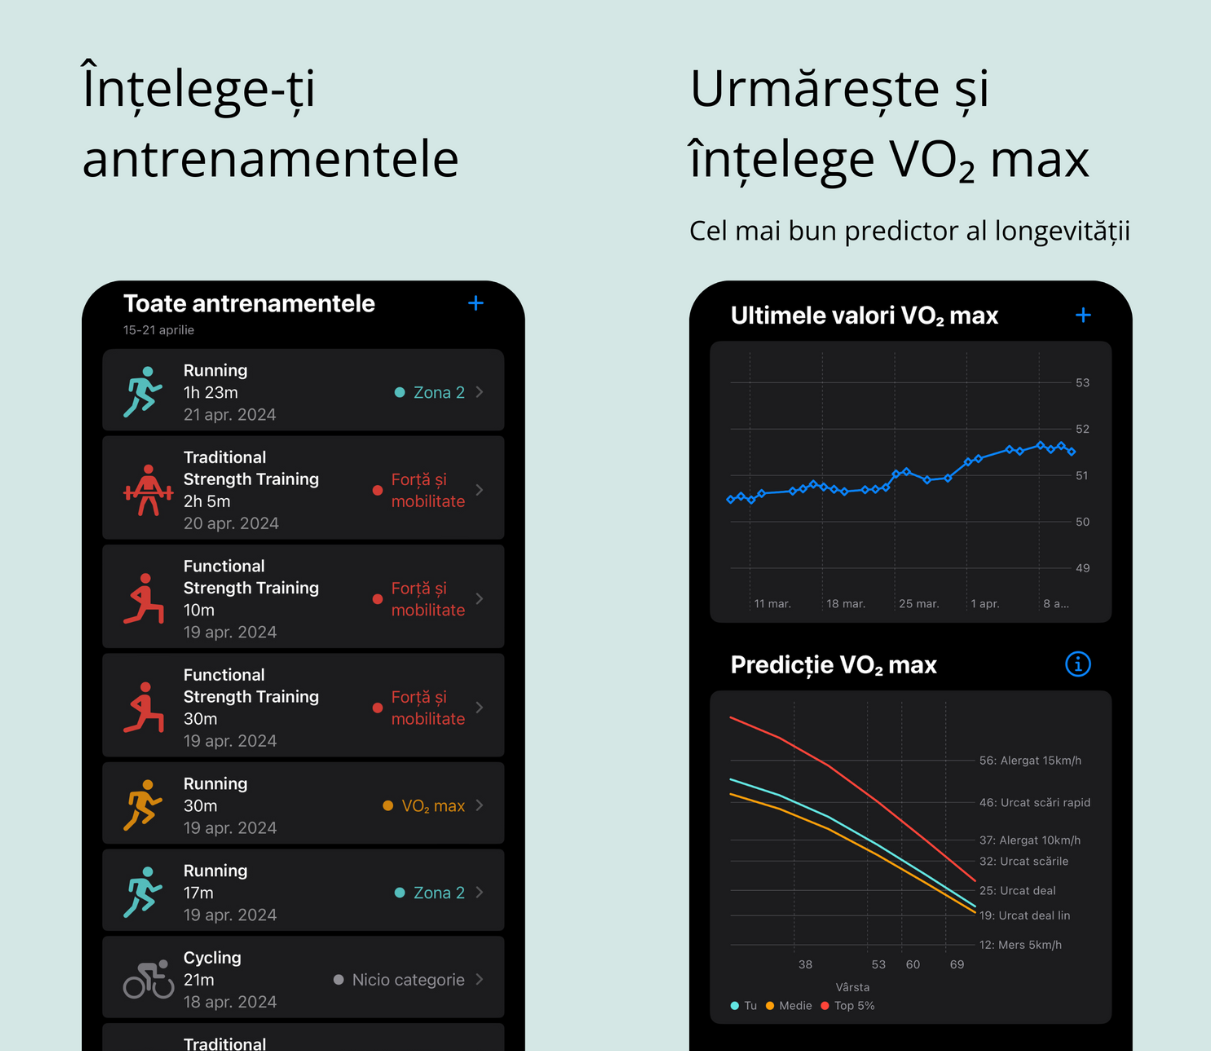 Înțelege-ți
antrenamentele
Toate antrenamentele
15-21 aprilie
Running
1h 23m
21 apr. 2024
Zona 2
Traditional
Strength Training
2h 5m
20 apr. 2024
Forță și
mobilitate
Functional
Strength Training
10m
19 apr. 2024
Forță și
mobilitate
Functional
Strength Training
30m
19 apr. 2024
Forță și
mobilitate
Running
30m
19 apr. 2024
VO₂ max
Running
17m
19 apr. 2024
Zona 2
Cycling
21m
18 apr. 2024
Nicio categorie
Traditional
Urmărește și
înțelege VO₂ max
Cel mai bun predictor al longevității
Ultimele valori VO₂ max
53
52
51
50
49
11 mar.
18 mar.
25 mar.
1 apr.
8 a...
Predicție VO₂ max
56: Alergat 15km/h
46: Urcat scări rapid
37: Alergat 10km/h
32: Urcat scările
25: Urcat deal
19: Urcat deal lin
12: Mers 5km/h
38
53
60
69
Vârsta
Tu
Medie
Top 5%